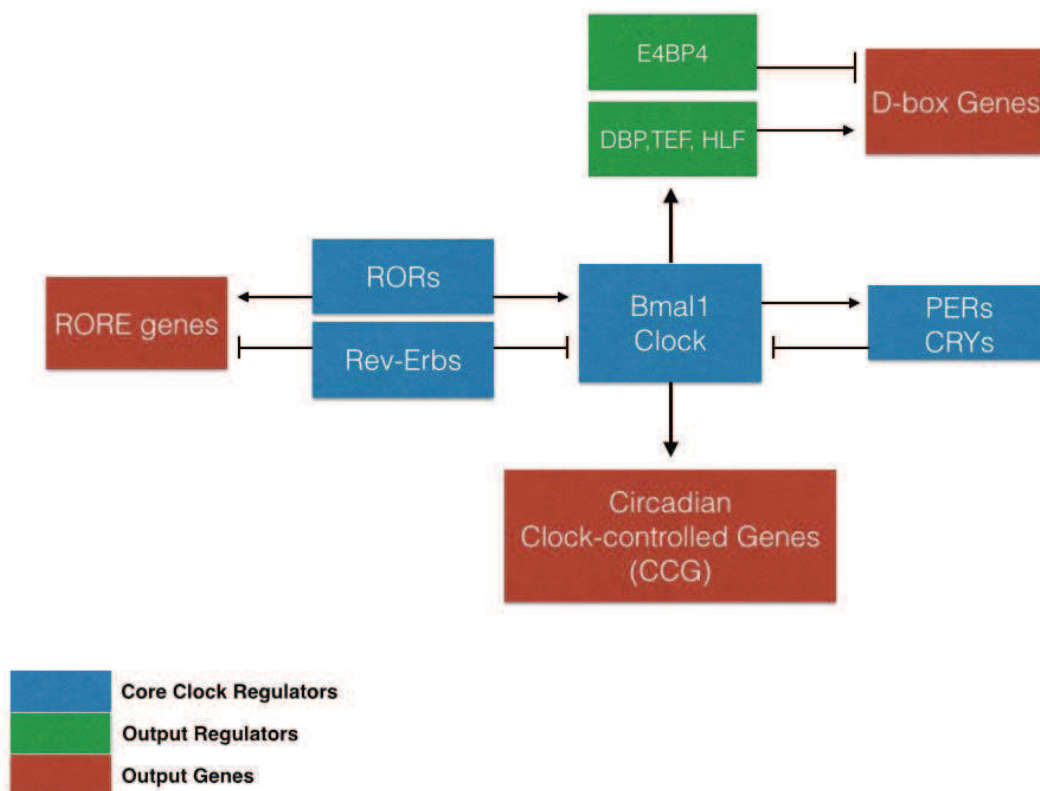 E4BP4
D-box Genes
DBP,TEF, HLF
RORs
RORE genes
Rev-Erbs
Bmal1
Clock
PERs
CRYs
Circadian
Clock-controlled Genes
(CCG)
Core Clock Regulators
Output Regulators
Output Genes